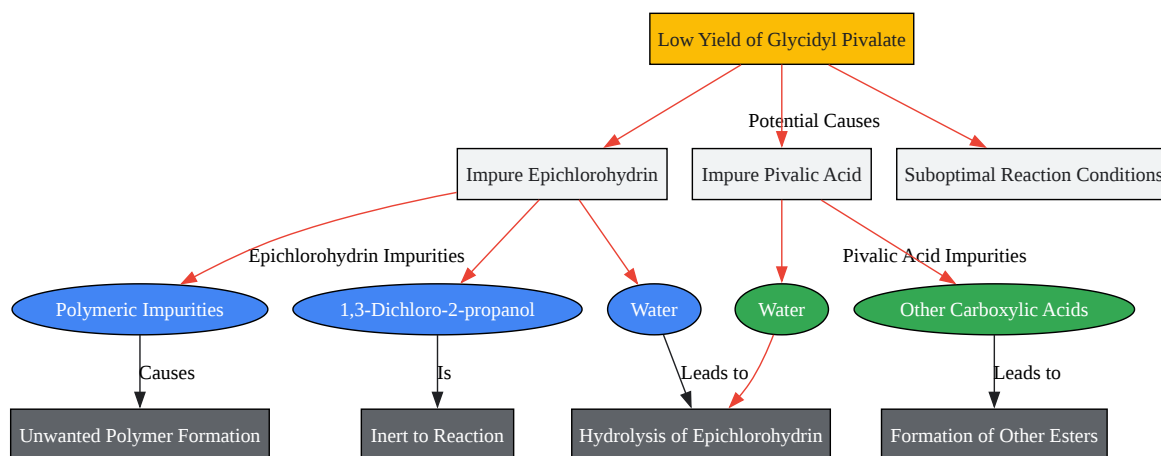 Low Yield of Glycidyl Pivalate
Potential Causes
Impure Epichlorohydrin
Impure Pivalic Acid
Suboptimal Reaction Conditions
Epichlorohydrin Impurities
Pivalic Acid Impurities
Polymeric Impurities
1,3-Dichloro-2-propanol
Water
Water
Other Carboxylic Acids
Causes
Is
Leads to
Leads to
Unwanted Polymer Formation
Inert to Reaction
Hydrolysis of Epichlorohydrin
Formation of Other Esters